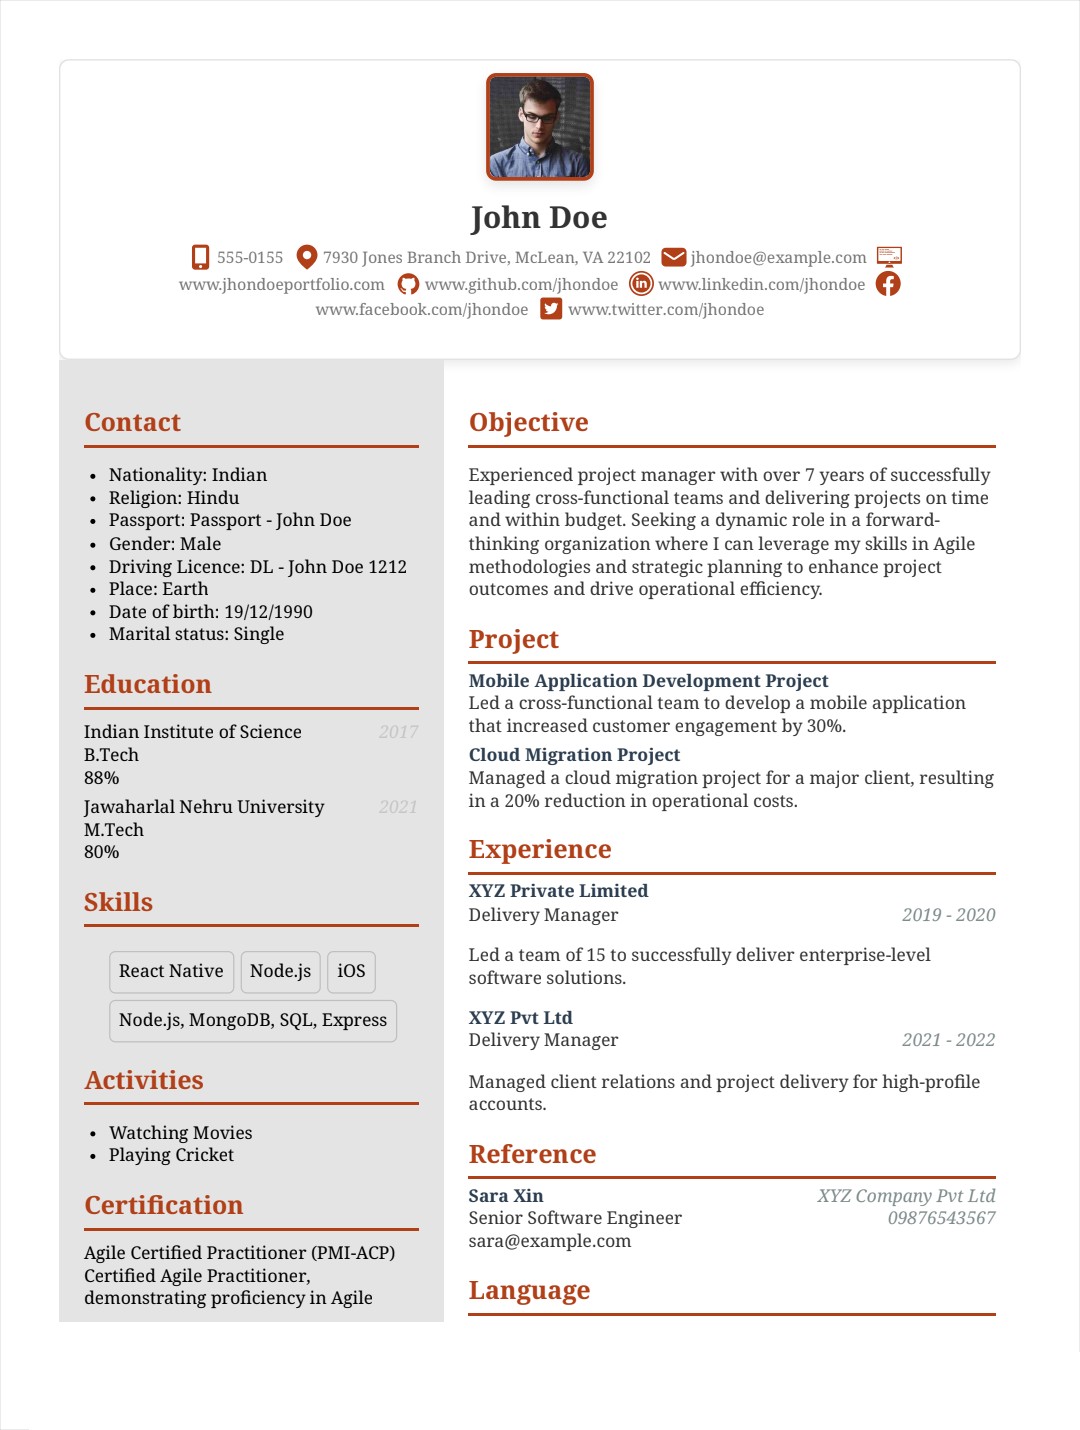 John Doe
555-0155 7930 Jones Branch Drive, McLean, VA 22102 jhondoe@example.com
www.jhondoeportfolio.com www.github.com/jhondoe www.linkedin.com/jhondoe
www.facebook.com/jhondoe www.twitter.com/jhondoe
Contact
• Nationality: Indian
• Religion: Hindu
• Passport: Passport - John Doe
• Gender: Male
• Driving Licence: DL - John Doe 1212
• Place: Earth
• Date of birth: 19/12/1990
• Marital status: Single
Education
Indian Institute of Science 2017
B.Tech
88%
Jawaharlal Nehru University 2021
M.Tech
80%
Skills
React Native Node.js iOS
Node.js, MongoDB, SQL, Express
Activities
• Watching Movies
• Playing Cricket
Certification
Agile Certified Practitioner (PMI-ACP)
Certified Agile Practitioner,
demonstrating proficiency in Agile
Objective
Experienced project manager with over 7 years of successfully
leading cross-functional teams and delivering projects on time
and within budget. Seeking a dynamic role in a forward-
thinking organization where I can leverage my skills in Agile
methodologies and strategic planning to enhance project
outcomes and drive operational efficiency.
Project
Mobile Application Development Project
Led a cross-functional team to develop a mobile application
that increased customer engagement by 30%.
Cloud Migration Project
Managed a cloud migration project for a major client, resulting
in a 20% reduction in operational costs.
Experience
XYZ Private Limited
Delivery Manager 2019 - 2020
Led a team of 15 to successfully deliver enterprise-level
software solutions.
XYZ Pvt Ltd
Delivery Manager 2021 - 2022
Managed client relations and project delivery for high-profile
accounts.
Reference
Sara Xin XYZ Company Pvt Ltd
Senior Software Engineer 09876543567
sara@example.com
Language